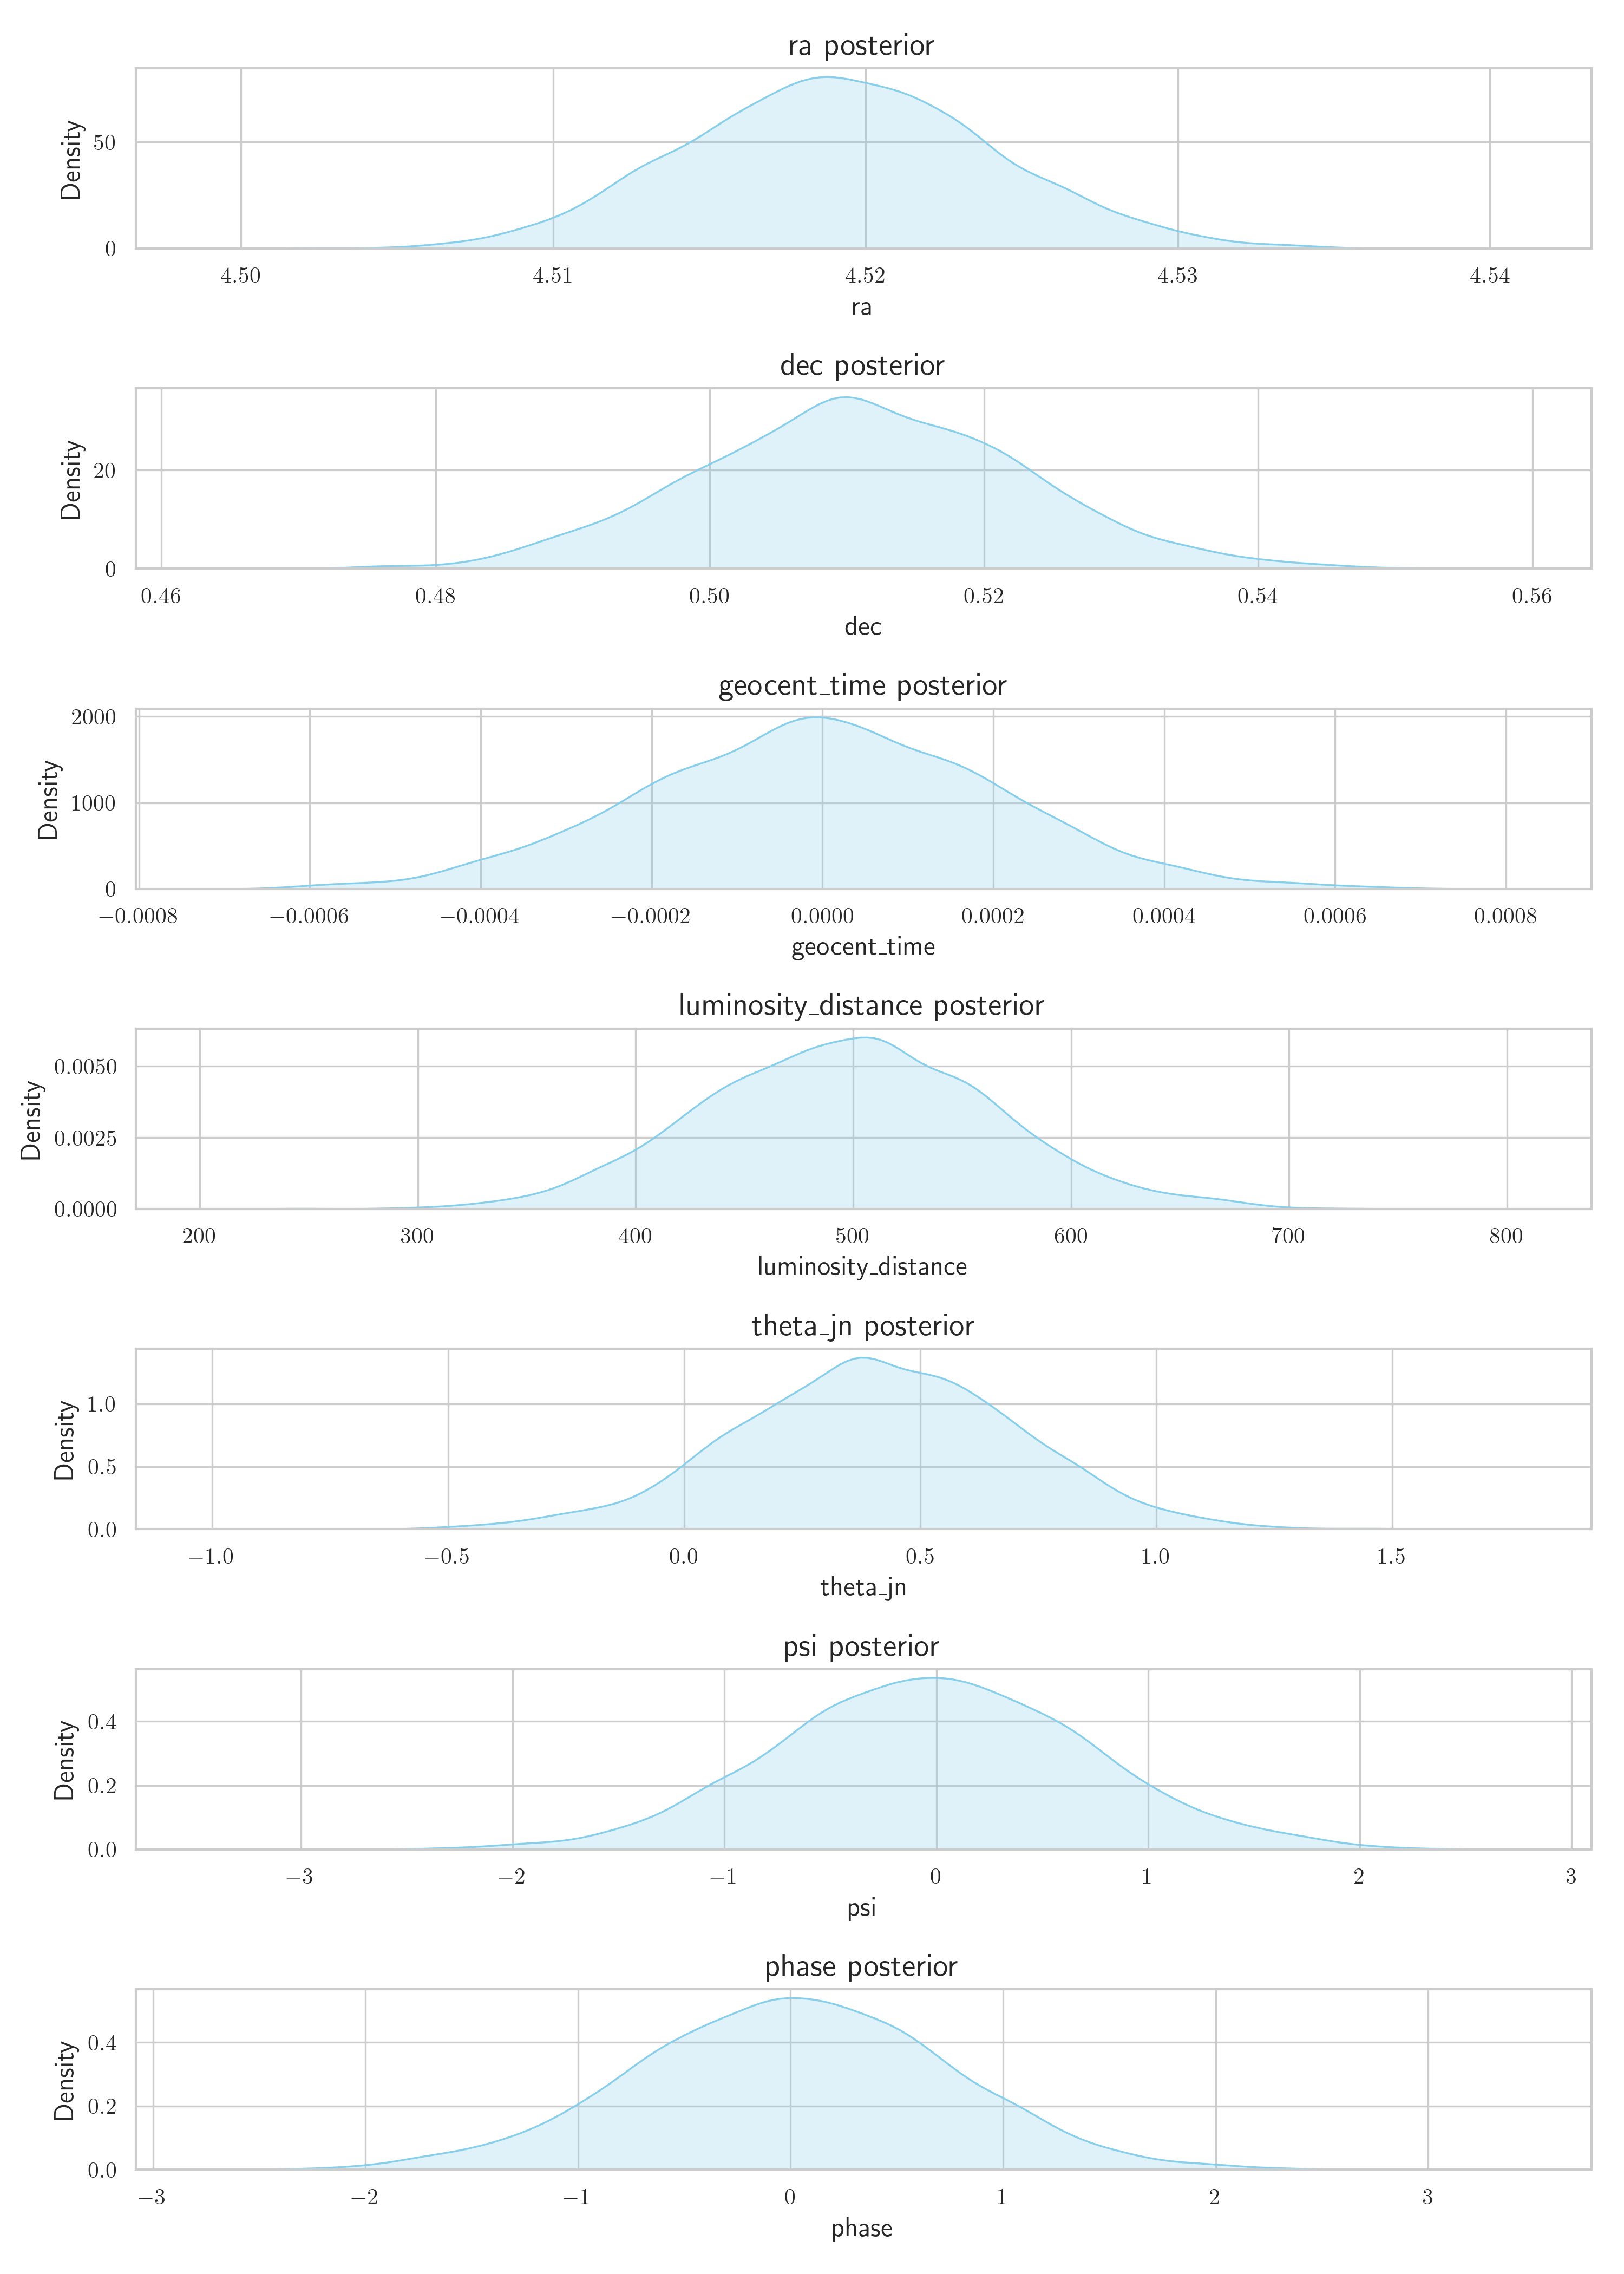 ra posterior
Density
50
0
4.50 4.51 4.52 4.53 4.54
ra
dec posterior
Density
20
0
0.46 0.48 0.50 0.52 0.54 0.56
dec
geocent_time posterior
Density
2000
1000
0
−0.0008 −0.0006 −0.0004 −0.0002 0.0000 0.0002 0.0004 0.0006 0.0008
geocent_time
luminosity_distance posterior
Density
0.0050
0.0025
0.0000
200 300 400 500 600 700 800
luminosity_distance
theta_jn posterior
Density
1.0
0.5
0.0
−1.0 −0.5 0.0 0.5 1.0 1.5
theta_jn
psi posterior
Density
0.4
0.2
0.0
−3 −2 −1 0 1 2 3
psi
phase posterior
Density
0.4
0.2
0.0
−3 −2 −1 0 1 2 3
phase